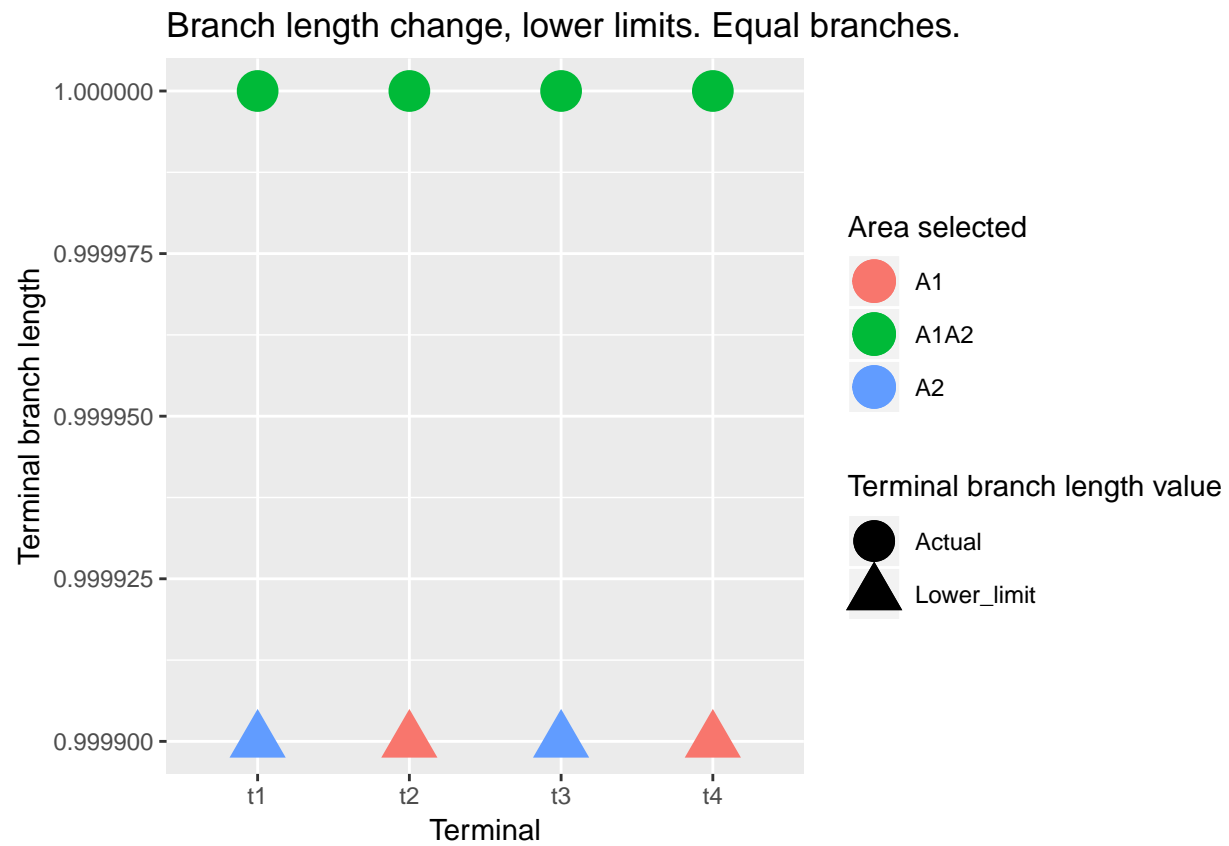 Branch length change, lower limits. Equal branches.
1.000000
0.999975
0.999950
0.999925
0.999900
Terminal branch length
t1 t2 t3 t4
Terminal
Area selected
A1
A1A2
A2
Terminal branch length value
Actual
Lower_limit